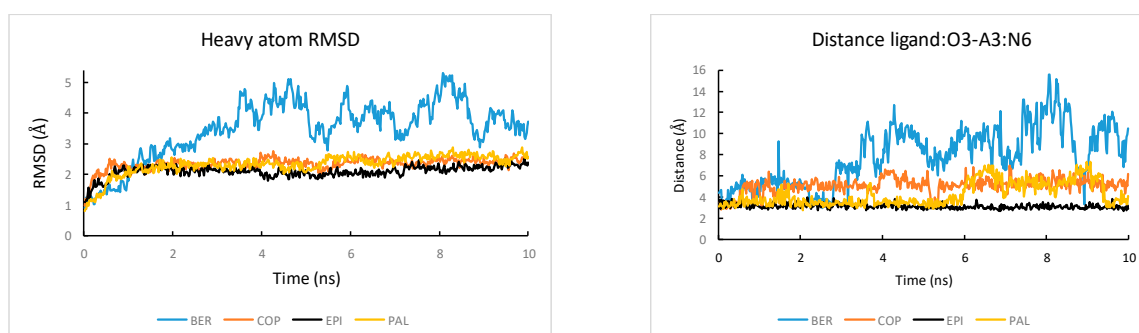 Heavy atom RMSD
RMSD (Å)
5
4
3
2
1
0
0 2 4 6 8 10
Time (ns)
BER COP EPI PAL
Distance ligand:O3-A3:N6
Distance (Å)
16
14
12
10
8
6
4
2
0
0 2 4 6 8 10
Time (ns)
BER COP EPI PAL